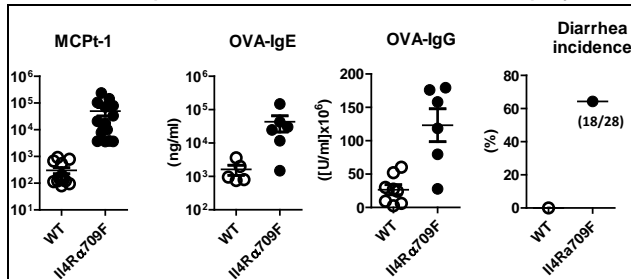 MCPt-1
10⁶
10⁵
10⁴
10³
10²
10¹
WT
Il4Rα709F
OVA-IgE
(ng/ml)
10⁶
10⁵
10⁴
10³
10²
WT
Il4Rα709F
OVA-IgG
([U/ml]x10⁶)
200
150
100
50
0
WT
Il4Rα709F
Diarrhea
incidence
(%)
80
60
40
20
0
(18/28)
WT
Il4Ra709F